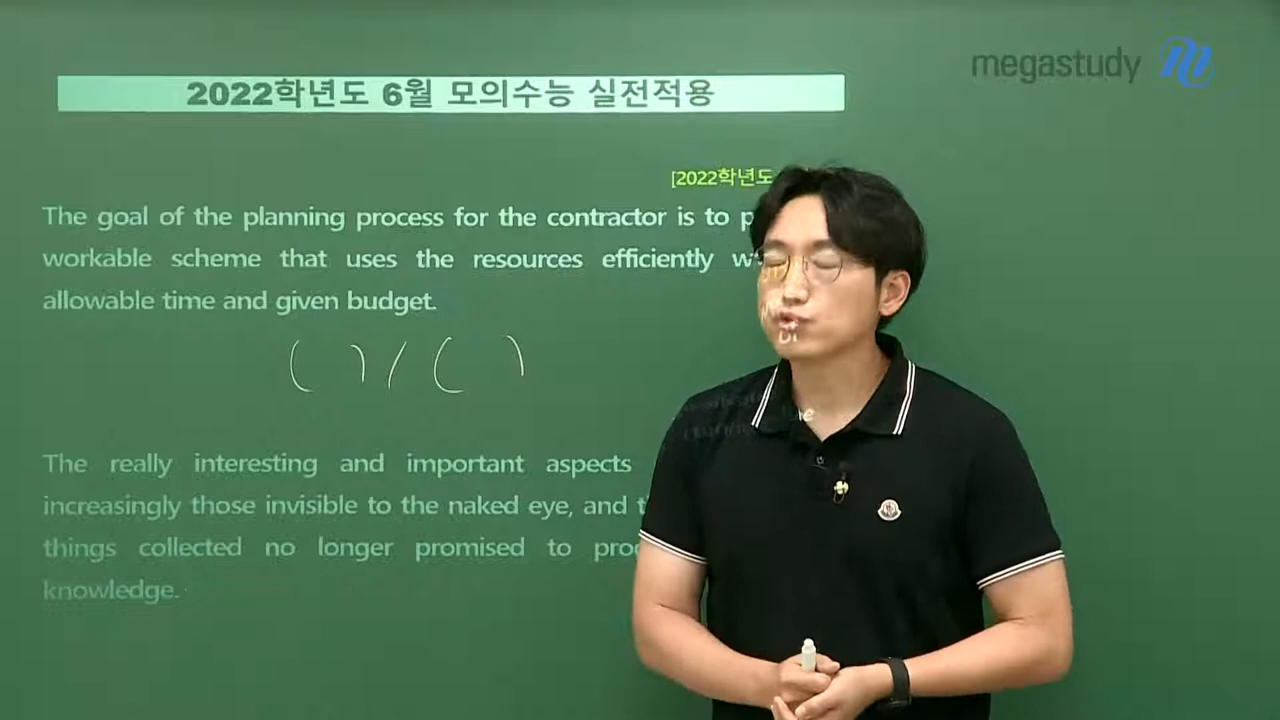 megastudy
2022학년도 6월 모의수능 실전적용
[2022학년도
The goal of the planning process for the contractor is to
workable scheme that uses the resources efficiently
allowable time and given budget.
( ) / ( )
The really interesting and important aspects
increasingly those invisible to the naked eye, and
things collected no longer promised to
knowledge.